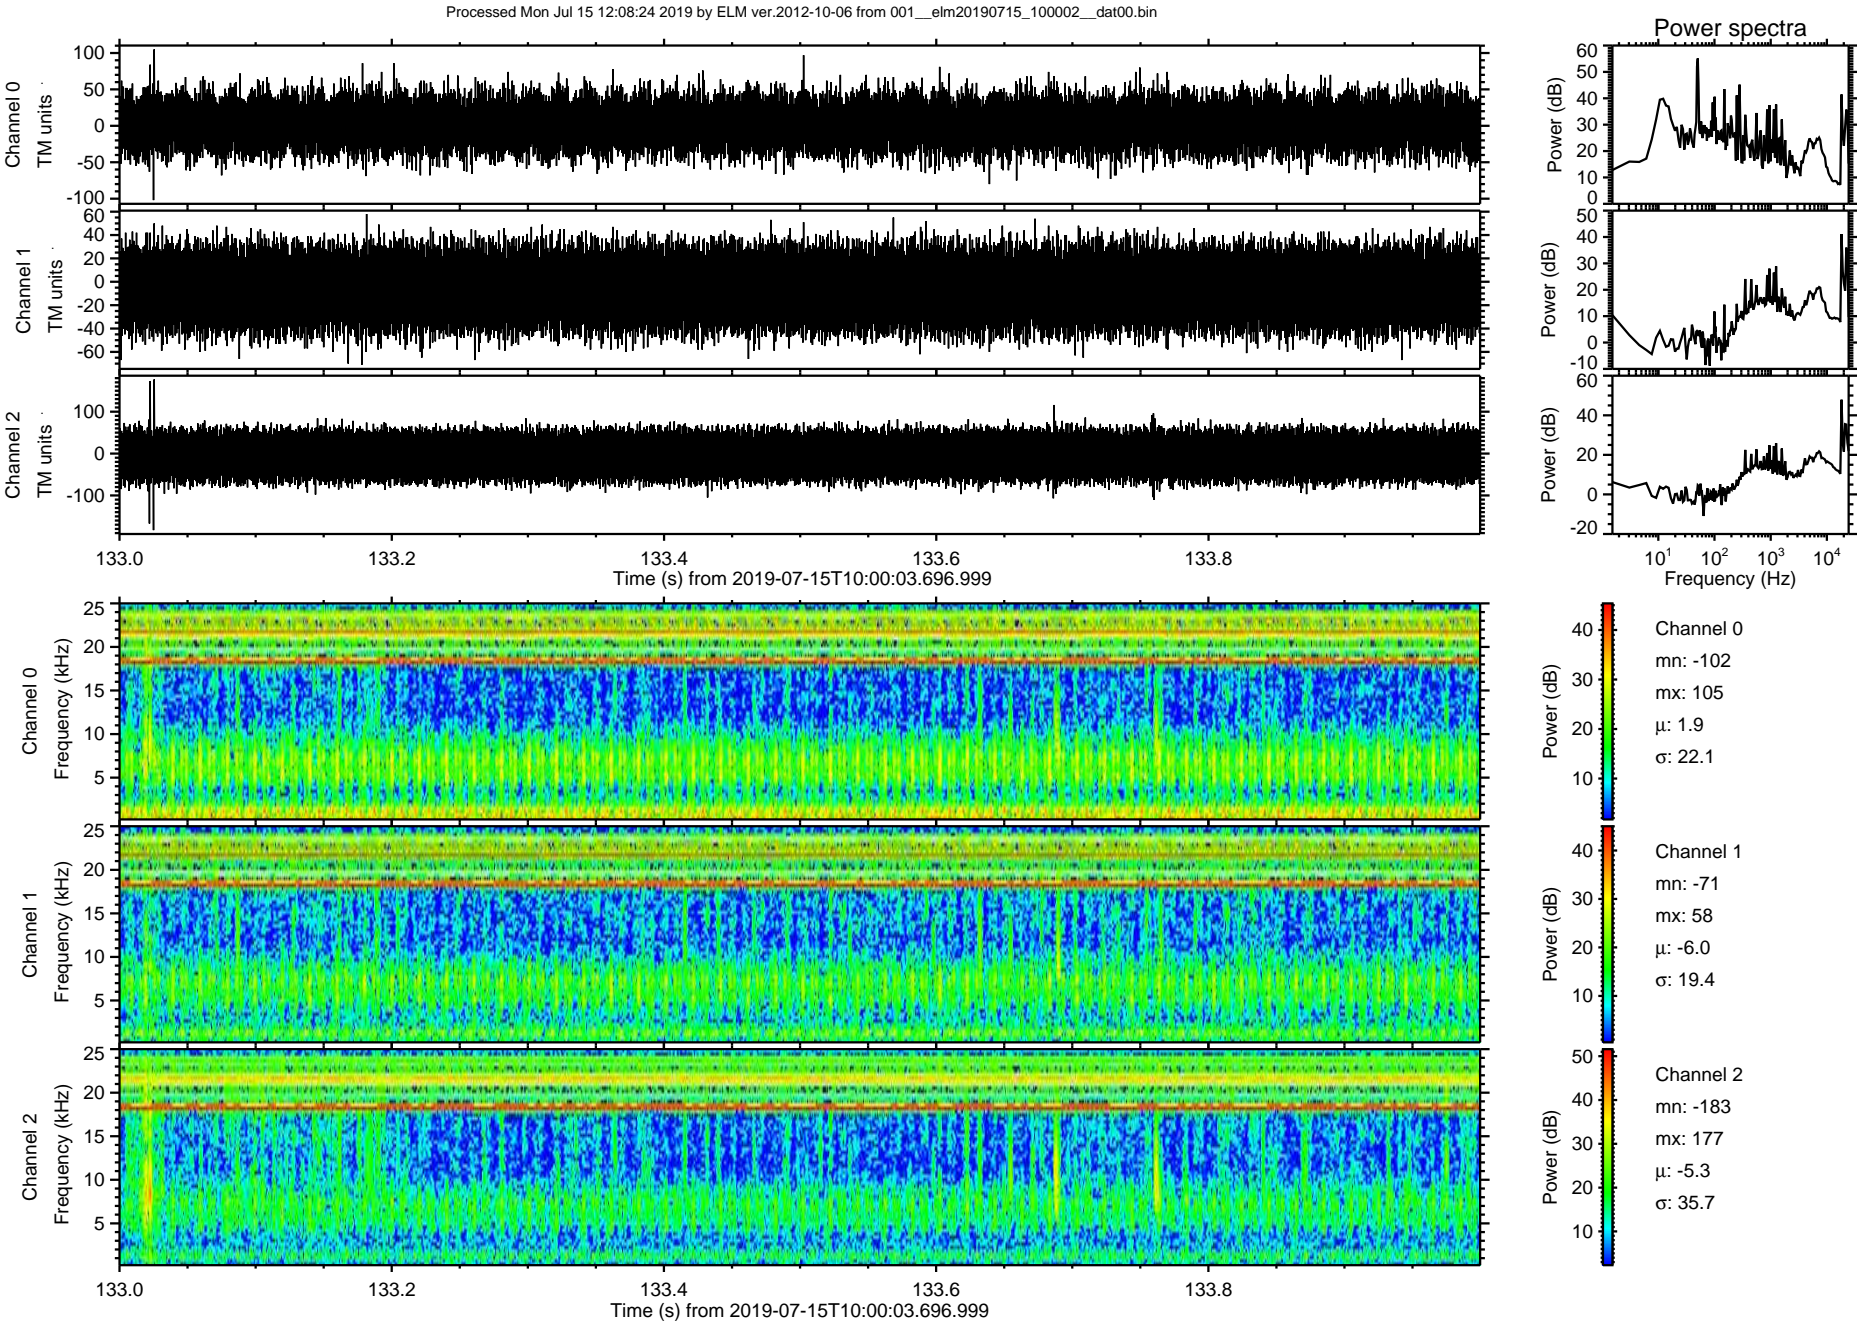 Processed Mon Jul 15 12:08:24 2019 by ELM ver.2012-10-06 from 001__elm20190715_100002__dat00.bin
Power spectra
Channel 0
TM units
100
50
0
-50
-100
Power (dB)
60
50
40
30
20
10
0
Channel 1
TM units
60
40
20
0
-20
-40
-60
Power (dB)
50
40
30
20
10
0
-10
Channel 2
TM units
100
0
-100
Power (dB)
60
40
20
0
-20
133.0 133.2 133.4 133.6 133.8
Time (s) from 2019-07-15T10:00:03.696.999
10¹ 10² 10³ 10⁴
Frequency (Hz)
Channel 0
Frequency (kHz)
25
20
15
10
5
Power (dB)
40
30
20
10
Channel 0
mn: -102
mx: 105
μ: 1.9
σ: 22.1
Channel 1
Frequency (kHz)
25
20
15
10
5
Power (dB)
40
30
20
10
Channel 1
mn: -71
mx: 58
μ: -6.0
σ: 19.4
Channel 2
Frequency (kHz)
25
20
15
10
5
Power (dB)
50
40
30
20
10
Channel 2
mn: -183
mx: 177
μ: -5.3
σ: 35.7
133.0 133.2 133.4 133.6 133.8
Time (s) from 2019-07-15T10:00:03.696.999